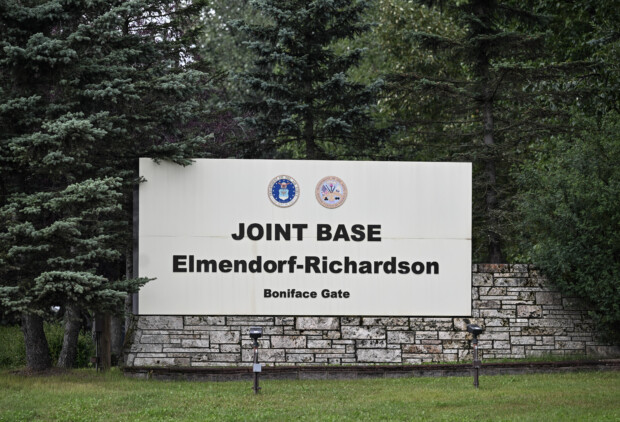 JOINT BASE
Elmendorf-Richardson
Boniface Gate